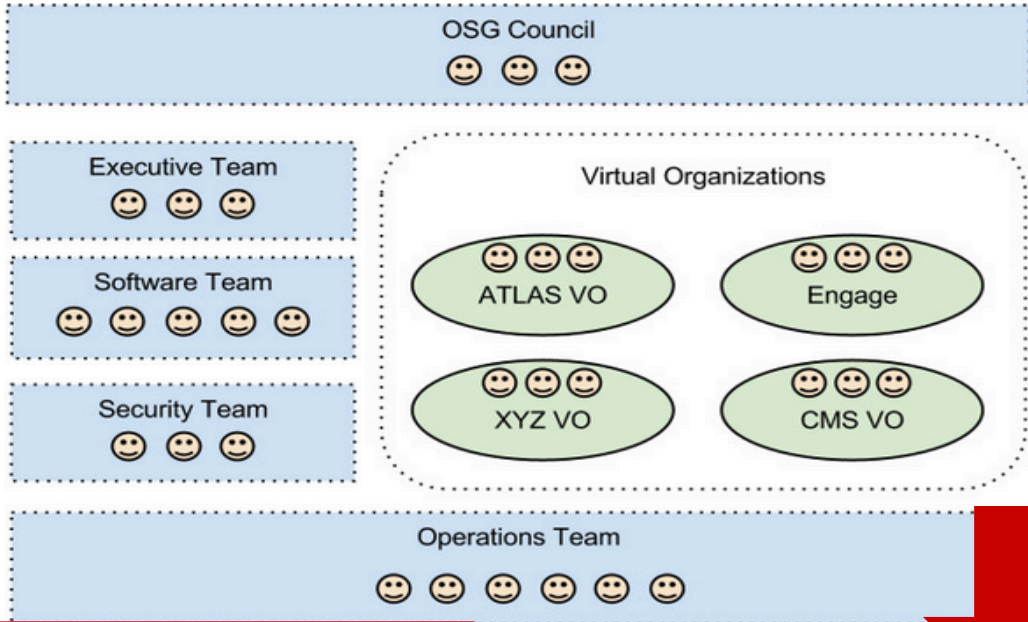 OSG Council
Executive Team
Software Team
Security Team
Virtual Organizations
ATLAS VO
Engage
XYZ VO
CMS VO
Operations Team